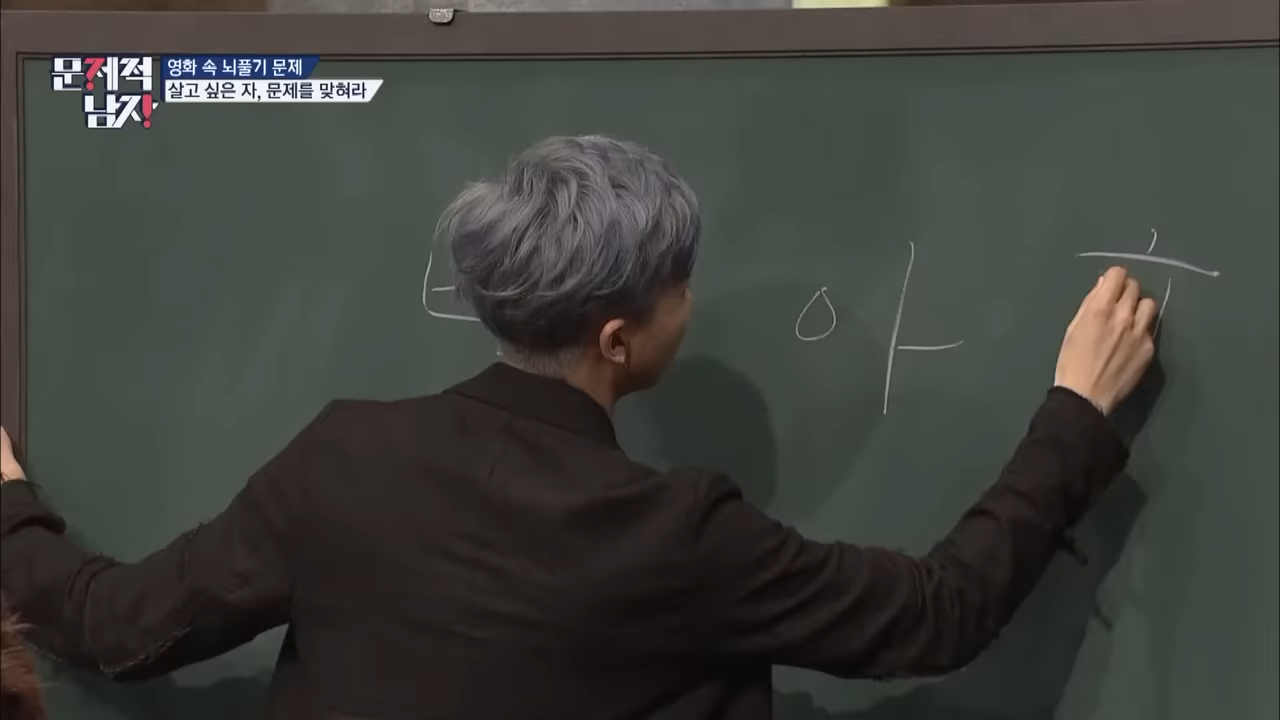 문제적 남자
영화 속 뇌풀기 문제
살고 싶은 자, 문제를 맞혀라
아